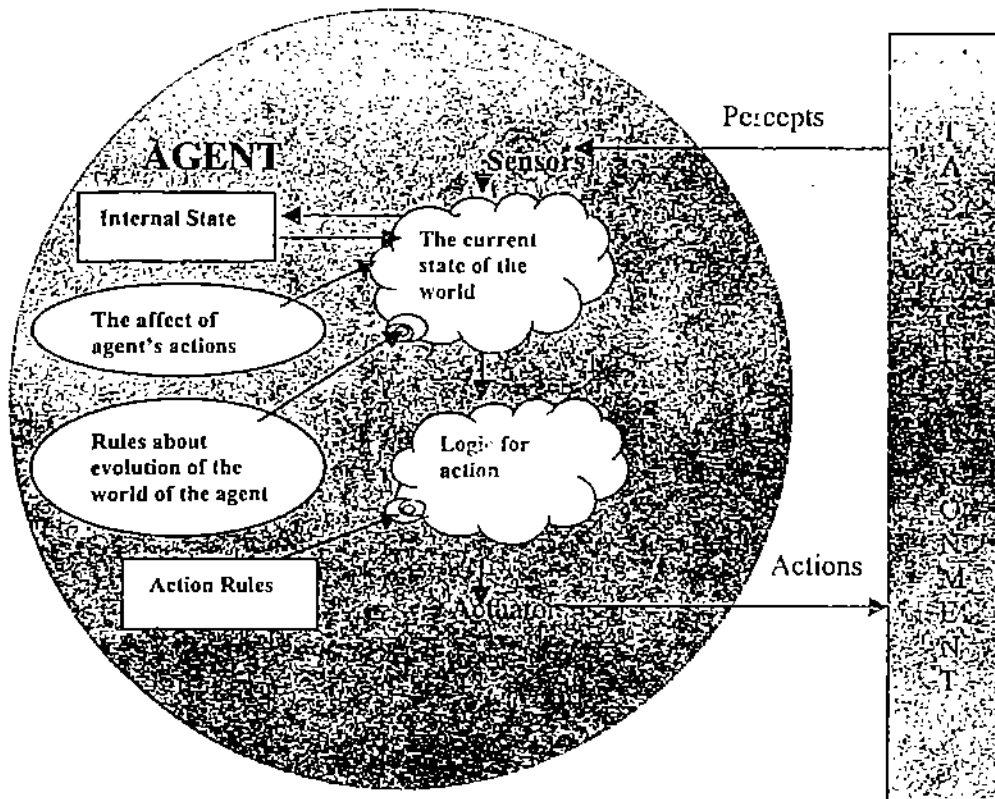 Percepts
AGENT
Sensors
Internal State
The current
state of the
world
The affect of
agent's actions
Rules about
evolution of the
world of the agent
Logic for
action
Action Rules
Actuator
Actions